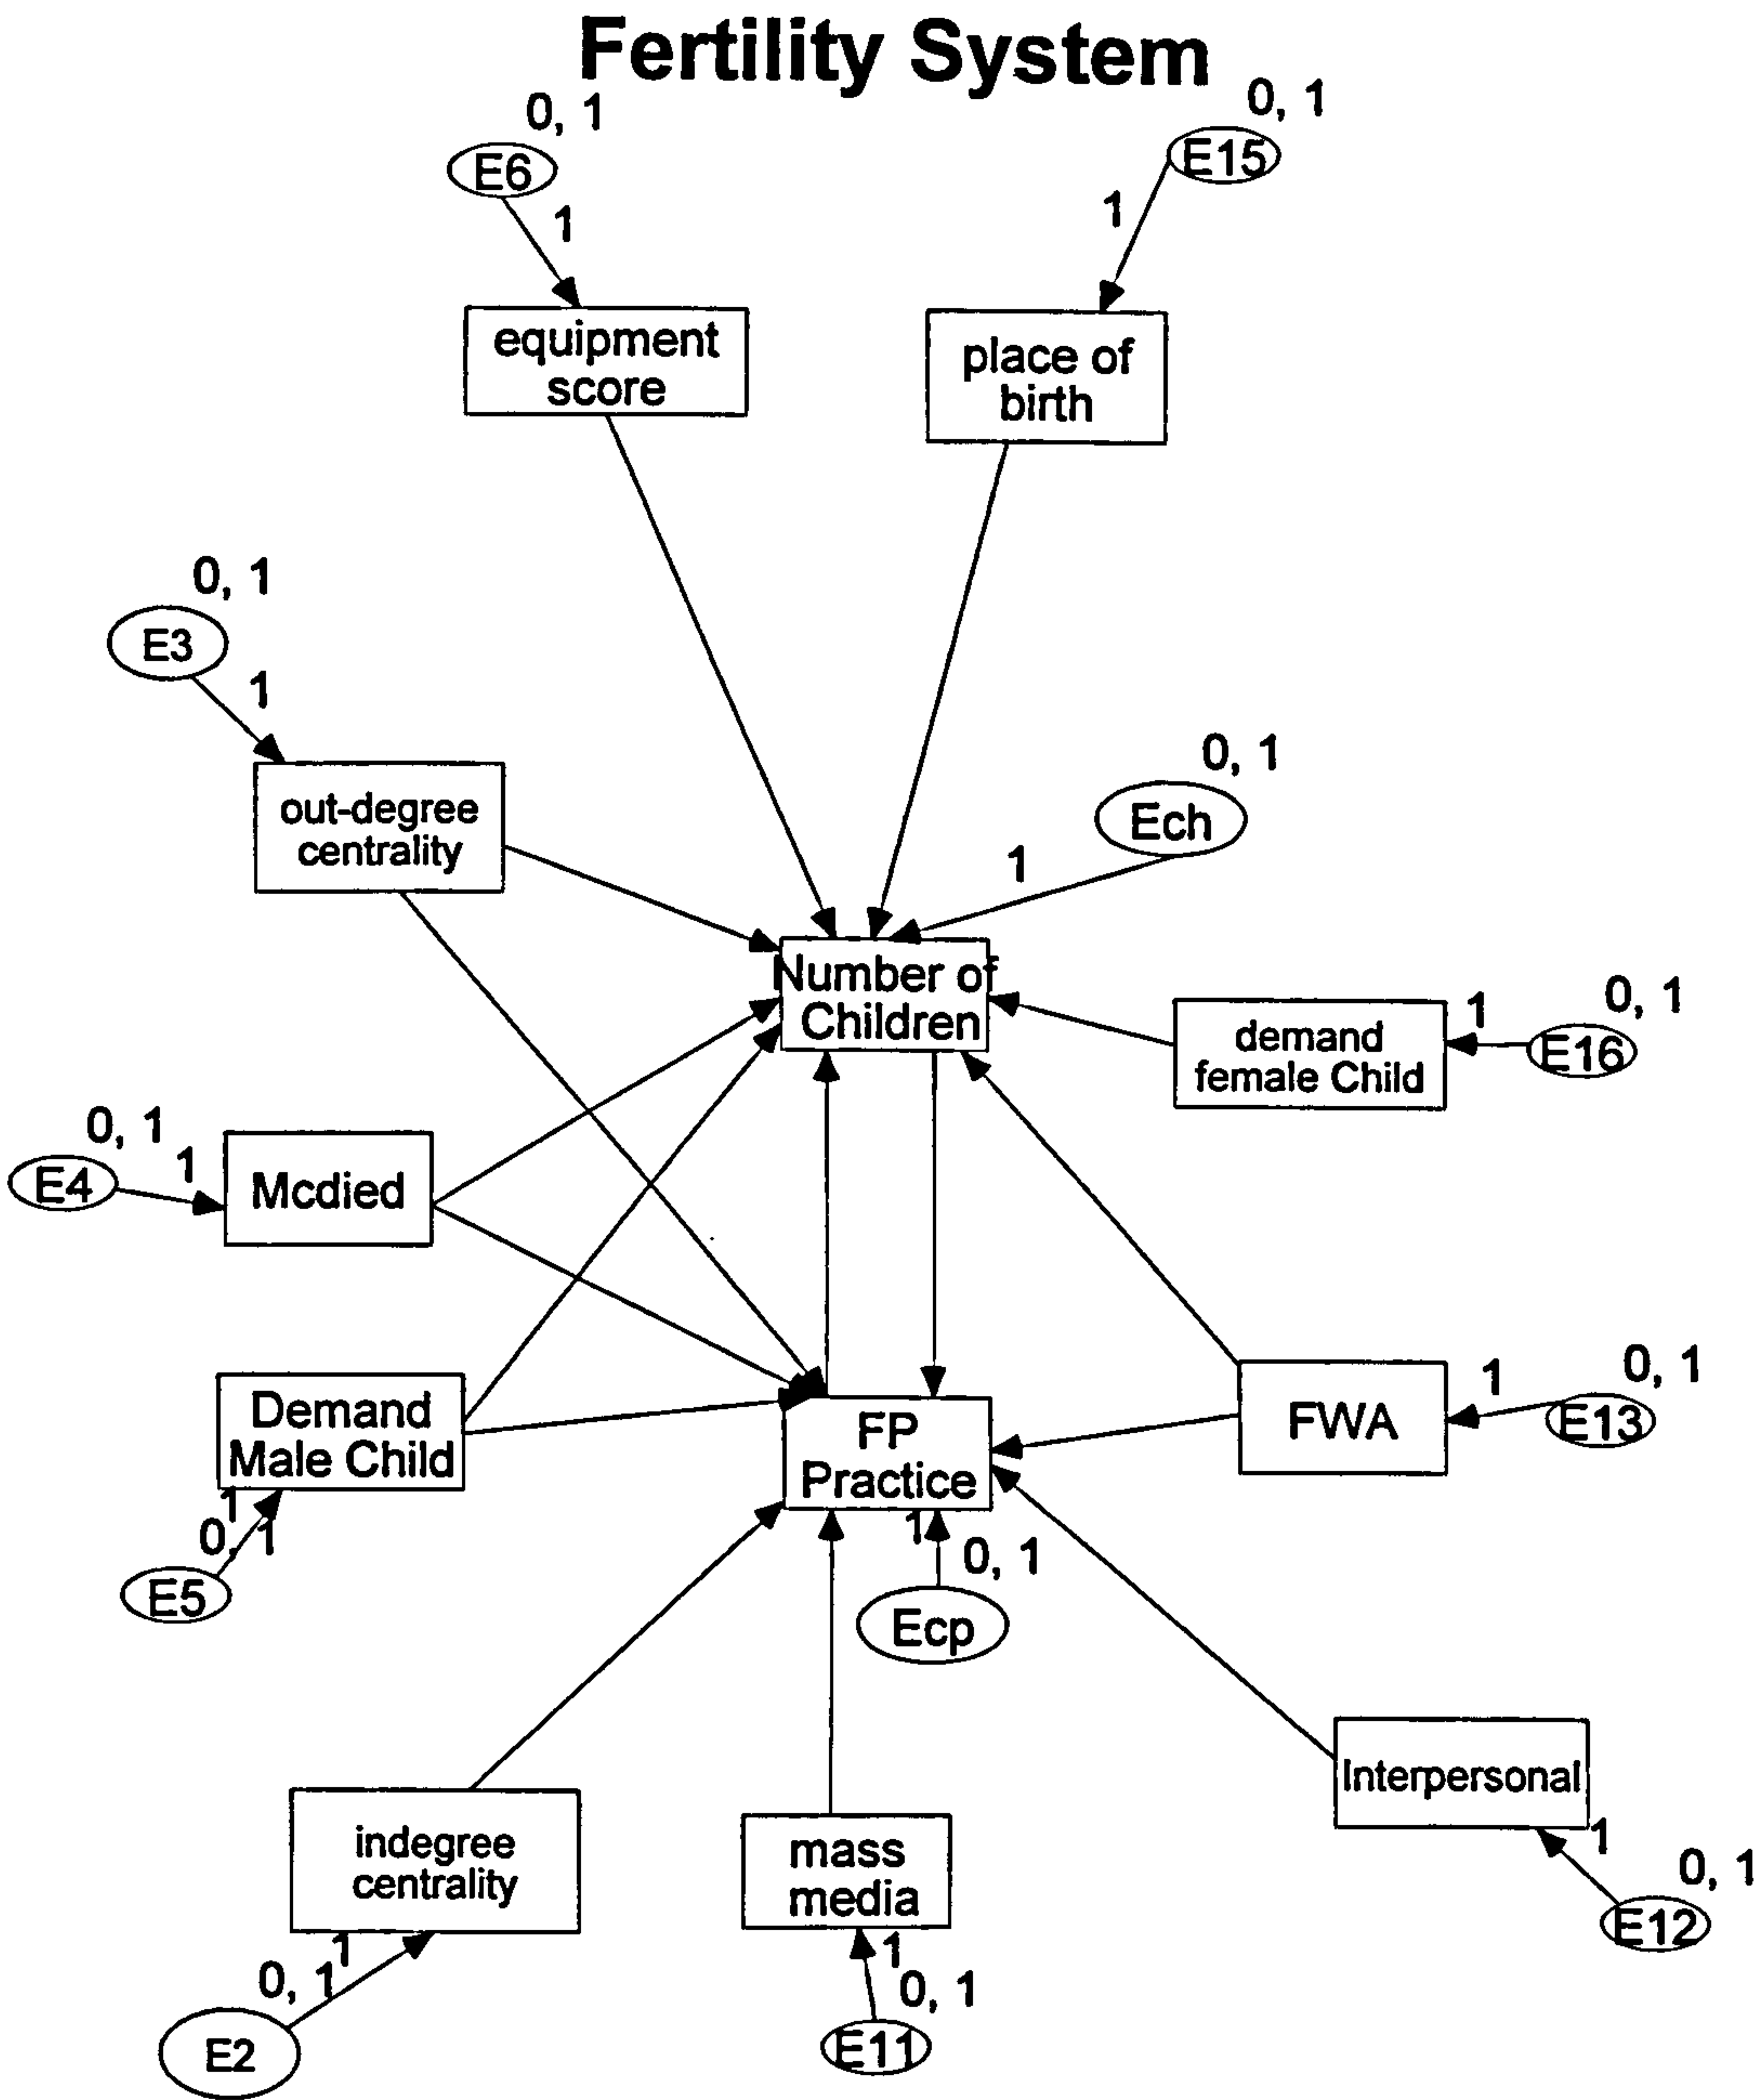 Fertility System
0, 1
E6
1
0, 1
E15
1
equipment
score
place of
birth
0, 1
E3
1
out-degree
centrality
0, 1
Ech
1
Number of
Children
demand
female Child
1
0, 1
E16
0, 1
E4
1
Mcdied
Demand
Male Child
1
0, 1
E5
FP
Practice
1
0, 1
Ecp
FWA
1
0, 1
E13
Interpersonal
1
0, 1
E12
indegree
centrality
1
0, 1
E2
mass
media
1
0, 1
E11